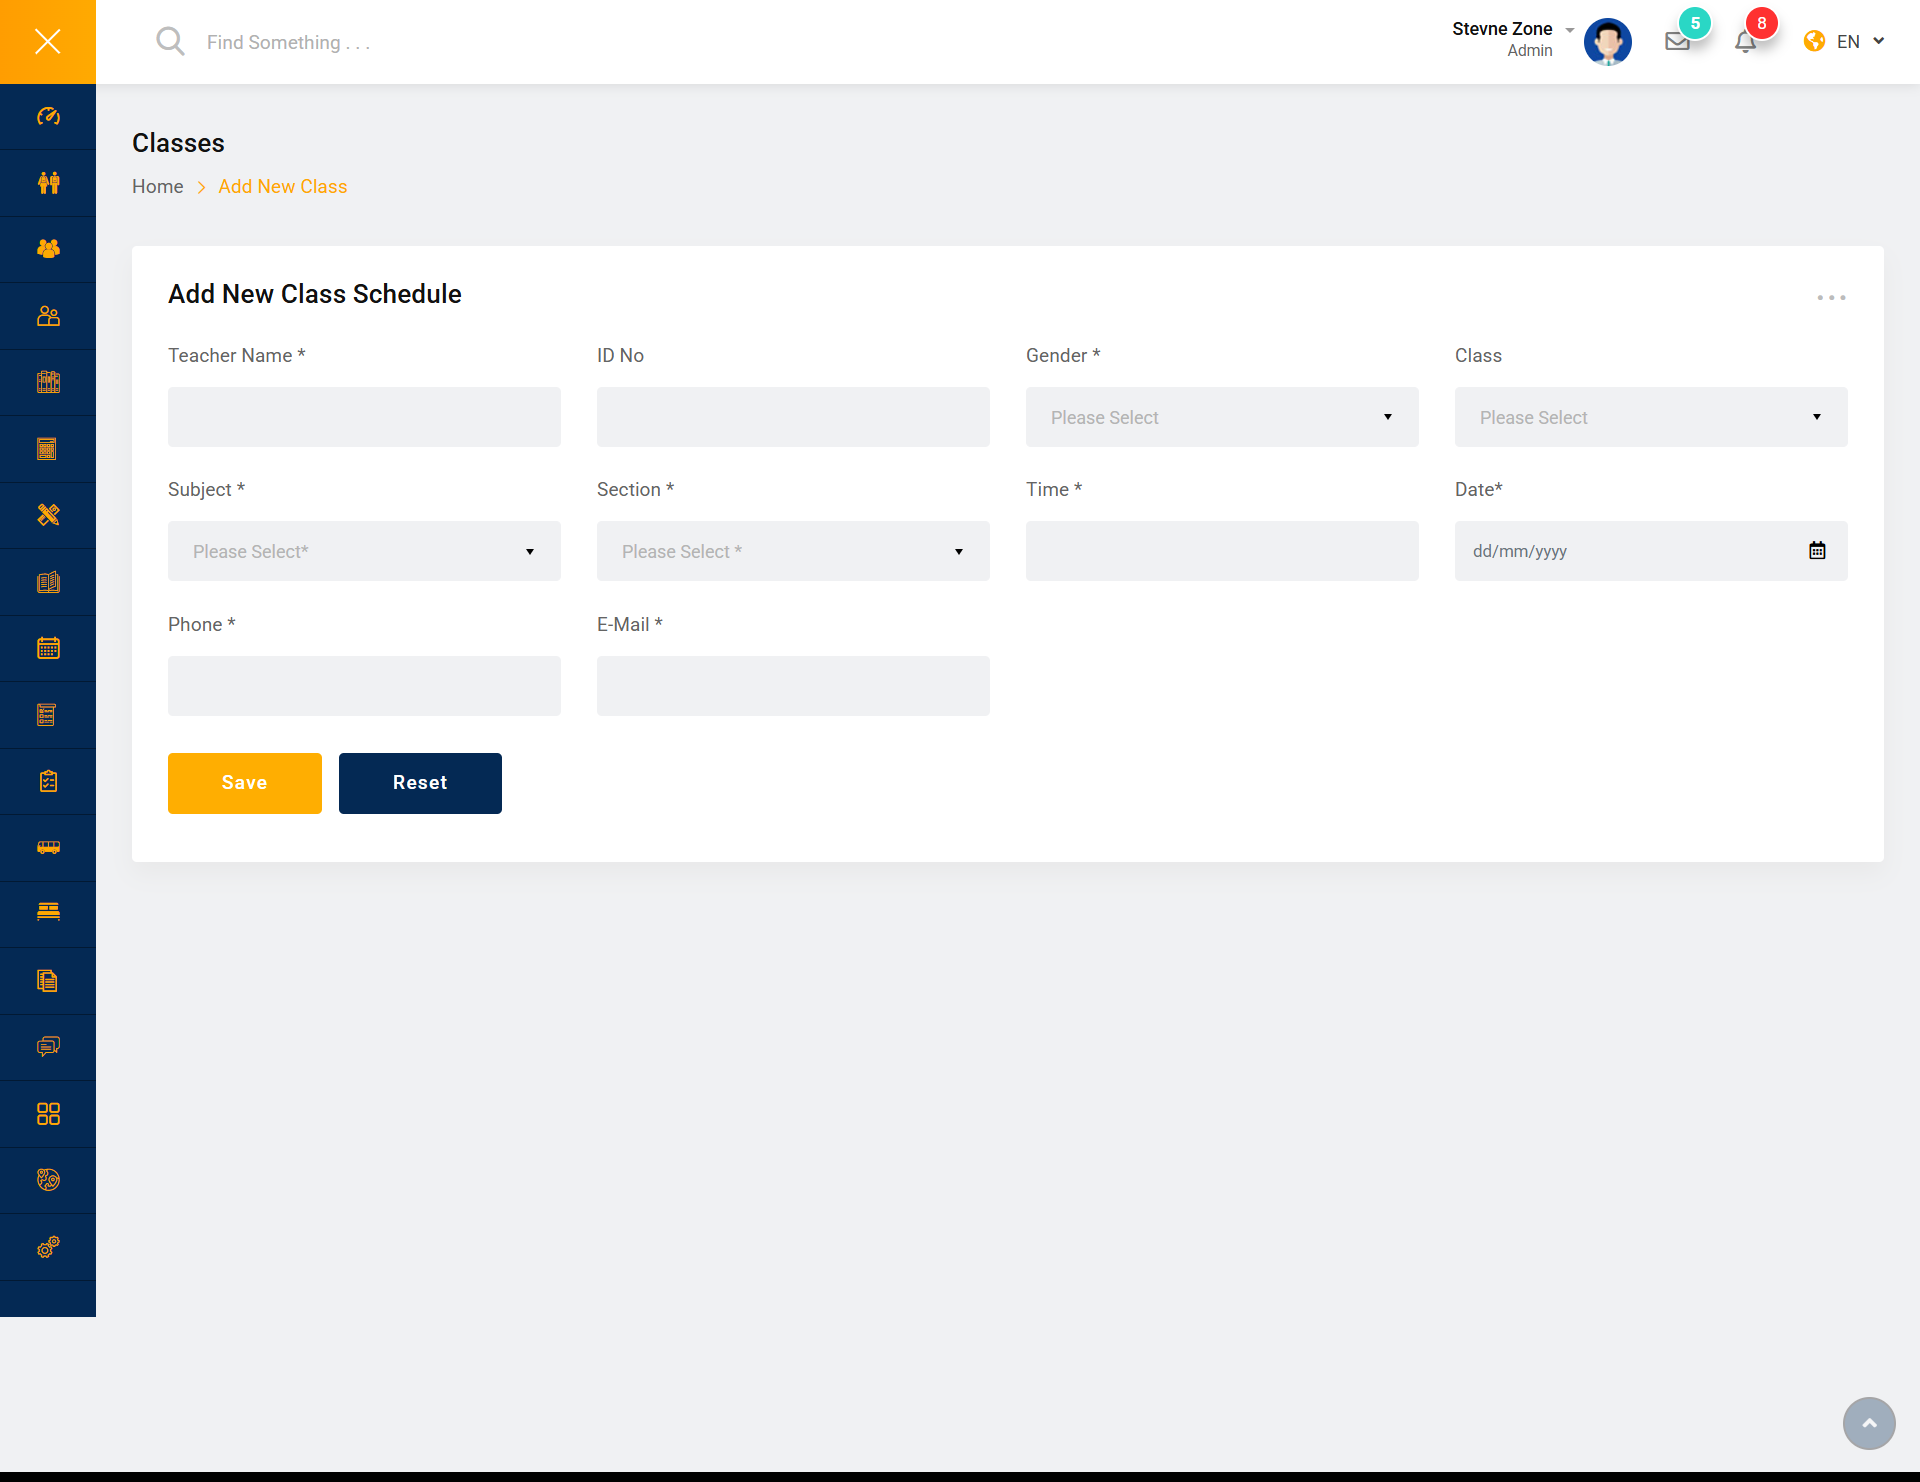 Find Something . . .
Stevne Zone
Admin
5
8
EN
Classes
Home
Add New Class
Add New Class Schedule
Teacher Name *
ID No
Gender *
Class
Please Select
Please Select
Subject *
Section *
Time *
Date*
Please Select*
Please Select *
dd/mm/yyyy
Phone *
E-Mail *
Save
Reset